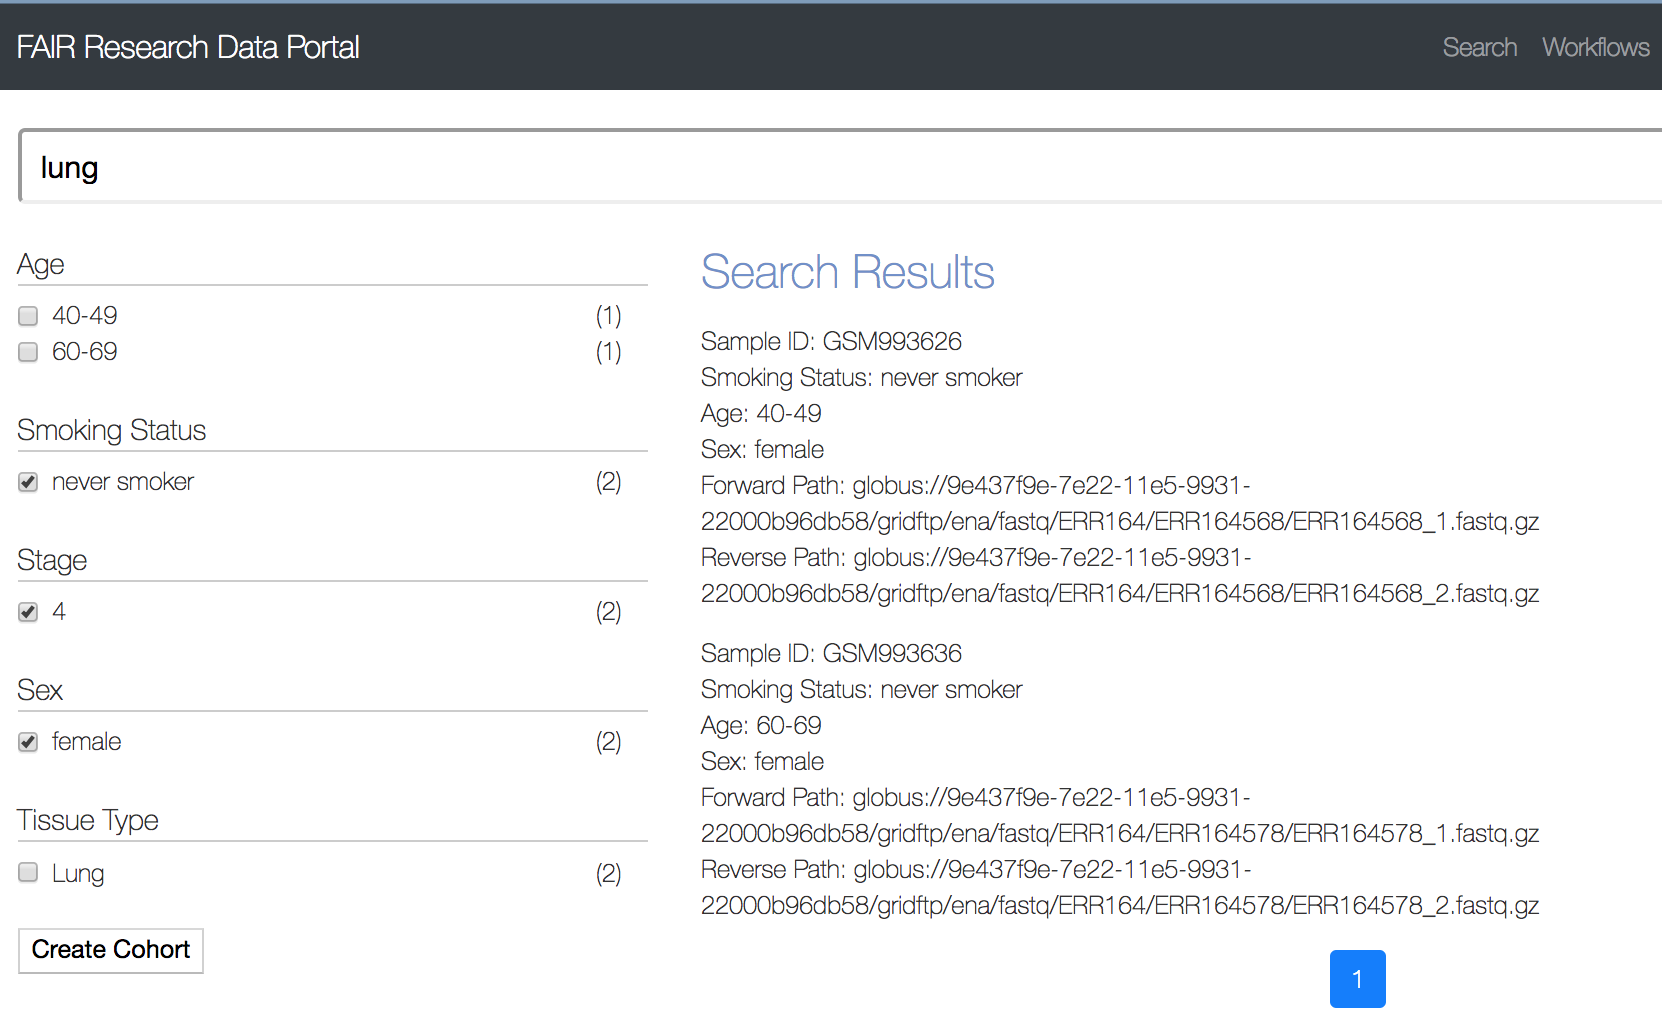 FAIR Research Data Portal
Search Workflows
lung
Age
40-49 (1)
60-69 (1)
Smoking Status
never smoker (2)
Stage
4 (2)
Sex
female (2)
Tissue Type
Lung (2)
Create Cohort
Search Results
Sample ID: GSM993626
Smoking Status: never smoker
Age: 40-49
Sex: female
Forward Path: globus://9e437f9e-7e22-11e5-9931-
22000b96db58/gridftp/ena/fastq/ERR164/ERR164568/ERR164568_1.fastq.gz
Reverse Path: globus://9e437f9e-7e22-11e5-9931-
22000b96db58/gridftp/ena/fastq/ERR164/ERR164568/ERR164568_2.fastq.gz
Sample ID: GSM993636
Smoking Status: never smoker
Age: 60-69
Sex: female
Forward Path: globus://9e437f9e-7e22-11e5-9931-
22000b96db58/gridftp/ena/fastq/ERR164/ERR164578/ERR164578_1.fastq.gz
Reverse Path: globus://9e437f9e-7e22-11e5-9931-
22000b96db58/gridftp/ena/fastq/ERR164/ERR164578/ERR164578_2.fastq.gz
1